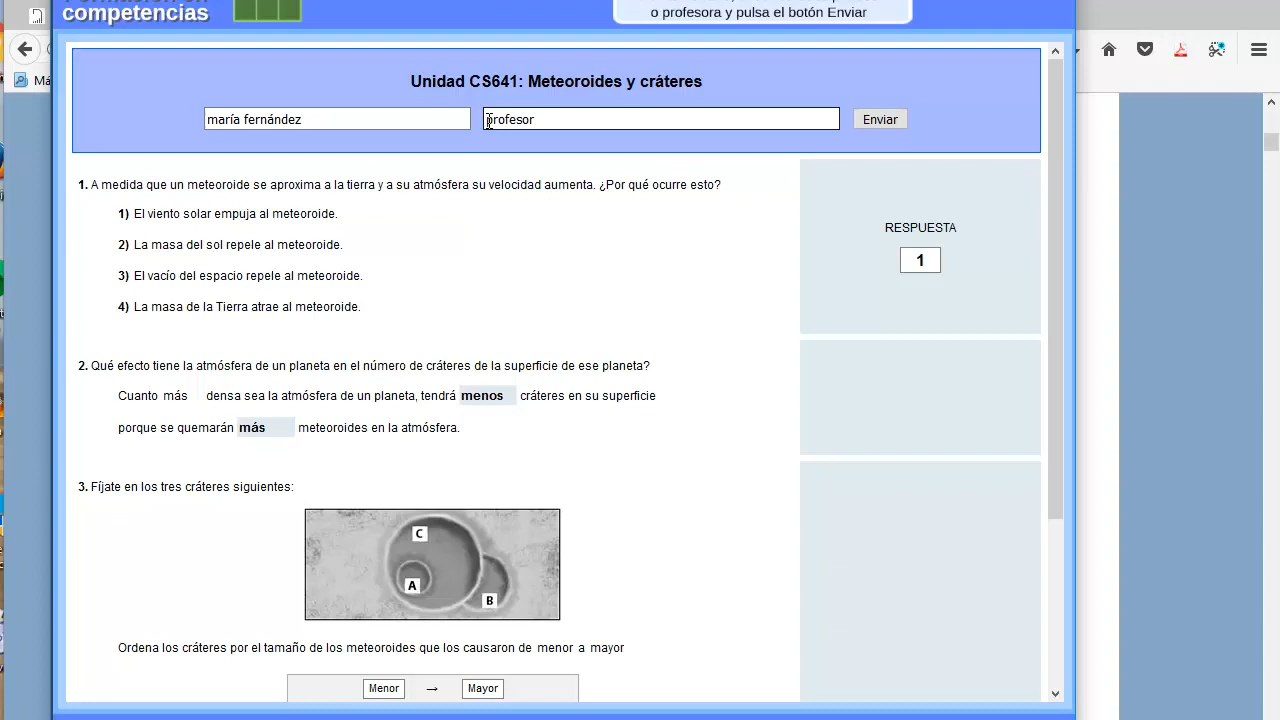 competencias
o profesora y pulsa el botón Enviar
Má
Unidad CS641: Meteoroides y cráteres
maría fernández
profesor
Enviar
1. A medida que un meteoroide se aproxima a la tierra y a su atmósfera su velocidad aumenta. ¿Por qué ocurre esto?
1) El viento solar empuja al meteoroide.
2) La masa del sol repele al meteoroide.
3) El vacío del espacio repele al meteoroide.
4) La masa de la Tierra atrae al meteoroide.
RESPUESTA
1
2. Qué efecto tiene la atmósfera de un planeta en el número de cráteres de la superficie de ese planeta?
Cuanto más densa sea la atmósfera de un planeta, tendrá menos cráteres en su superficie
porque se quemarán más meteoroides en la atmósfera.
3. Fíjate en los tres cráteres siguientes:
C
A
B
Ordena los cráteres por el tamaño de los meteoroides que los causaron de menor a mayor
Menor → Mayor